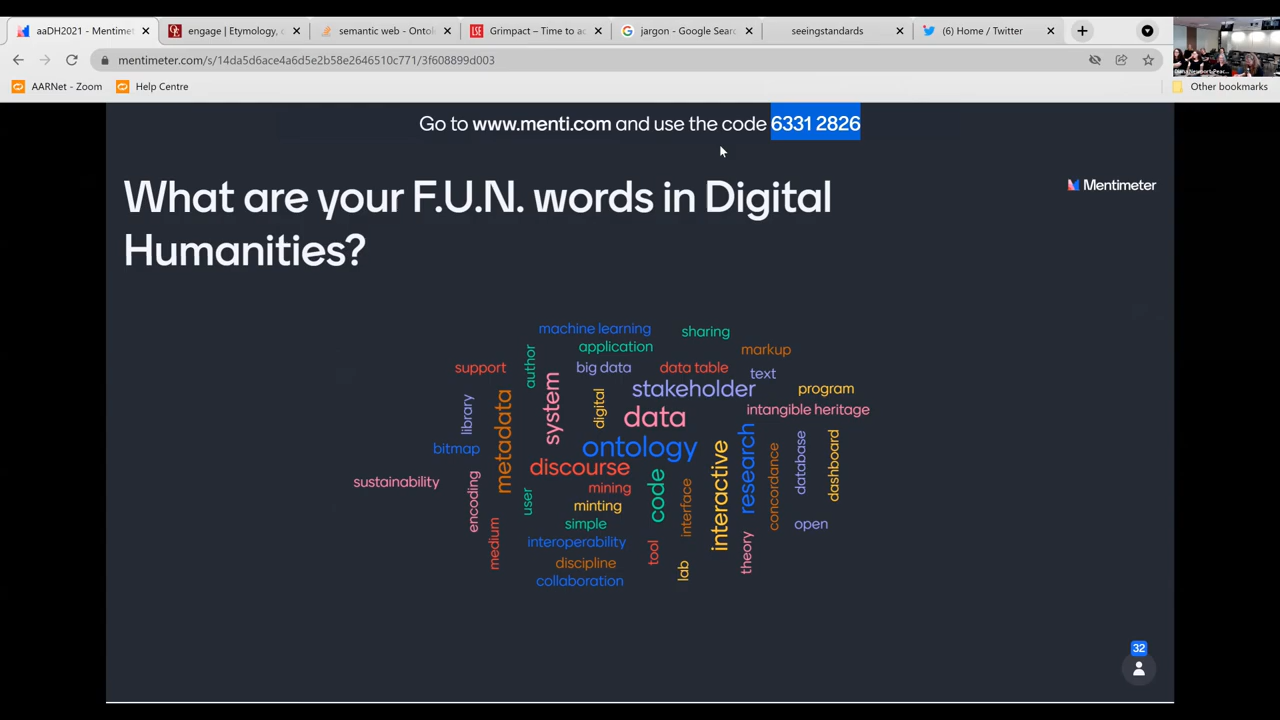 aaDH2021 - Mentimet
engage | Etymology, o
semantic web - Ontol
LSE
Grimpact – Time to ac
jargon - Google Searc
seeingstandards
(6) Home / Twitter
mentimeter.com/s/14da5d6ace4a6d5e2b58e2646510c771/3f608899d003
AARNet - Zoom
Help Centre
Other bookmarks
Go to www.menti.com and use the code 6331 2826
What are your F.U.N. words in Digital
Humanities?
Mentimeter
machine learning
sharing
application
markup
author
support
big data
data table
text
system
stakeholder
program
digital
metadata
library
data
intangible heritage
bitmap
ontology
research
interactive
database
dashboard
concordance
discourse
sustainability
encoding
user
mining
code
interface
minting
simple
open
medium
interoperability
tool
theory
discipline
lab
collaboration
32